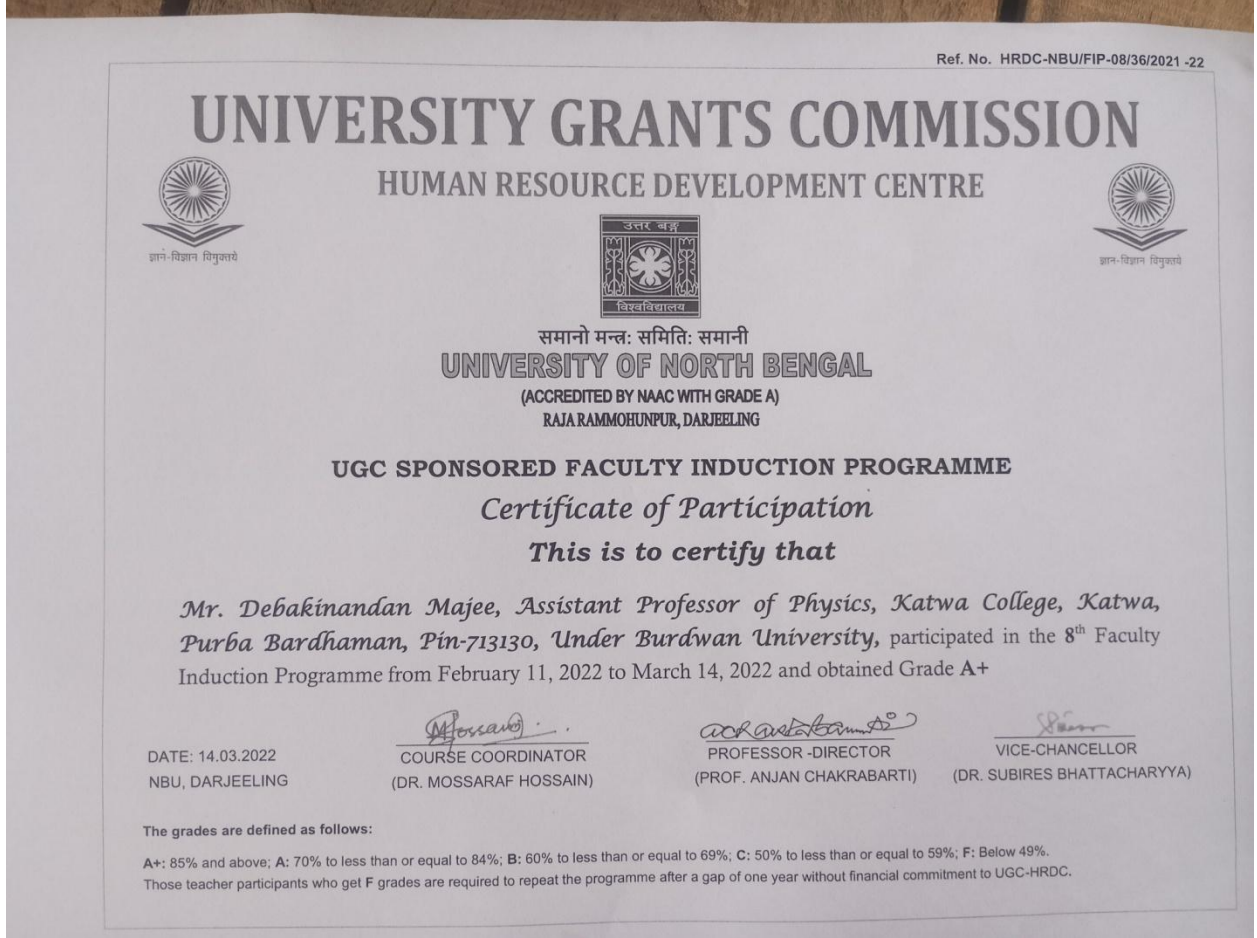 Ref. No. HRDC-NBU/FIP-08/36/2021 -22
UNIVERSITY GRANTS COMMISSION
HUMAN RESOURCE DEVELOPMENT CENTRE
ज्ञान-विज्ञान विमुक्तये
ज्ञान-विज्ञान विमुक्तये
उत्तर बङ्ग
विश्वविद्यालय
समानो मन्त्र: समिति: समानी
UNIVERSITY OF NORTH BENGAL
(ACCREDITED BY NAAC WITH GRADE A)
RAJA RAMMOHUNPUR, DARJEELING
UGC SPONSORED FACULTY INDUCTION PROGRAMME
Certificate of Participation
This is to certify that
Mr. Debakinandan Majee, Assistant Professor of Physics, Katwa College, Katwa,
Purba Bardhaman, Pin-713130, Under Burdwan University, participated in the 8th Faculty
Induction Programme from February 11, 2022 to March 14, 2022 and obtained Grade A+
DATE: 14.03.2022
NBU, DARJEELING
COURSE COORDINATOR
(DR. MOSSARAF HOSSAIN)
PROFESSOR -DIRECTOR
(PROF. ANJAN CHAKRABARTI)
VICE-CHANCELLOR
(DR. SUBIRES BHATTACHARYYA)
The grades are defined as follows:
A+: 85% and above; A: 70% to less than or equal to 84%; B: 60% to less than or equal to 69%; C: 50% to less than or equal to 59%; F: Below 49%.
Those teacher participants who get F grades are required to repeat the programme after a gap of one year without financial commitment to UGC-HRDC.